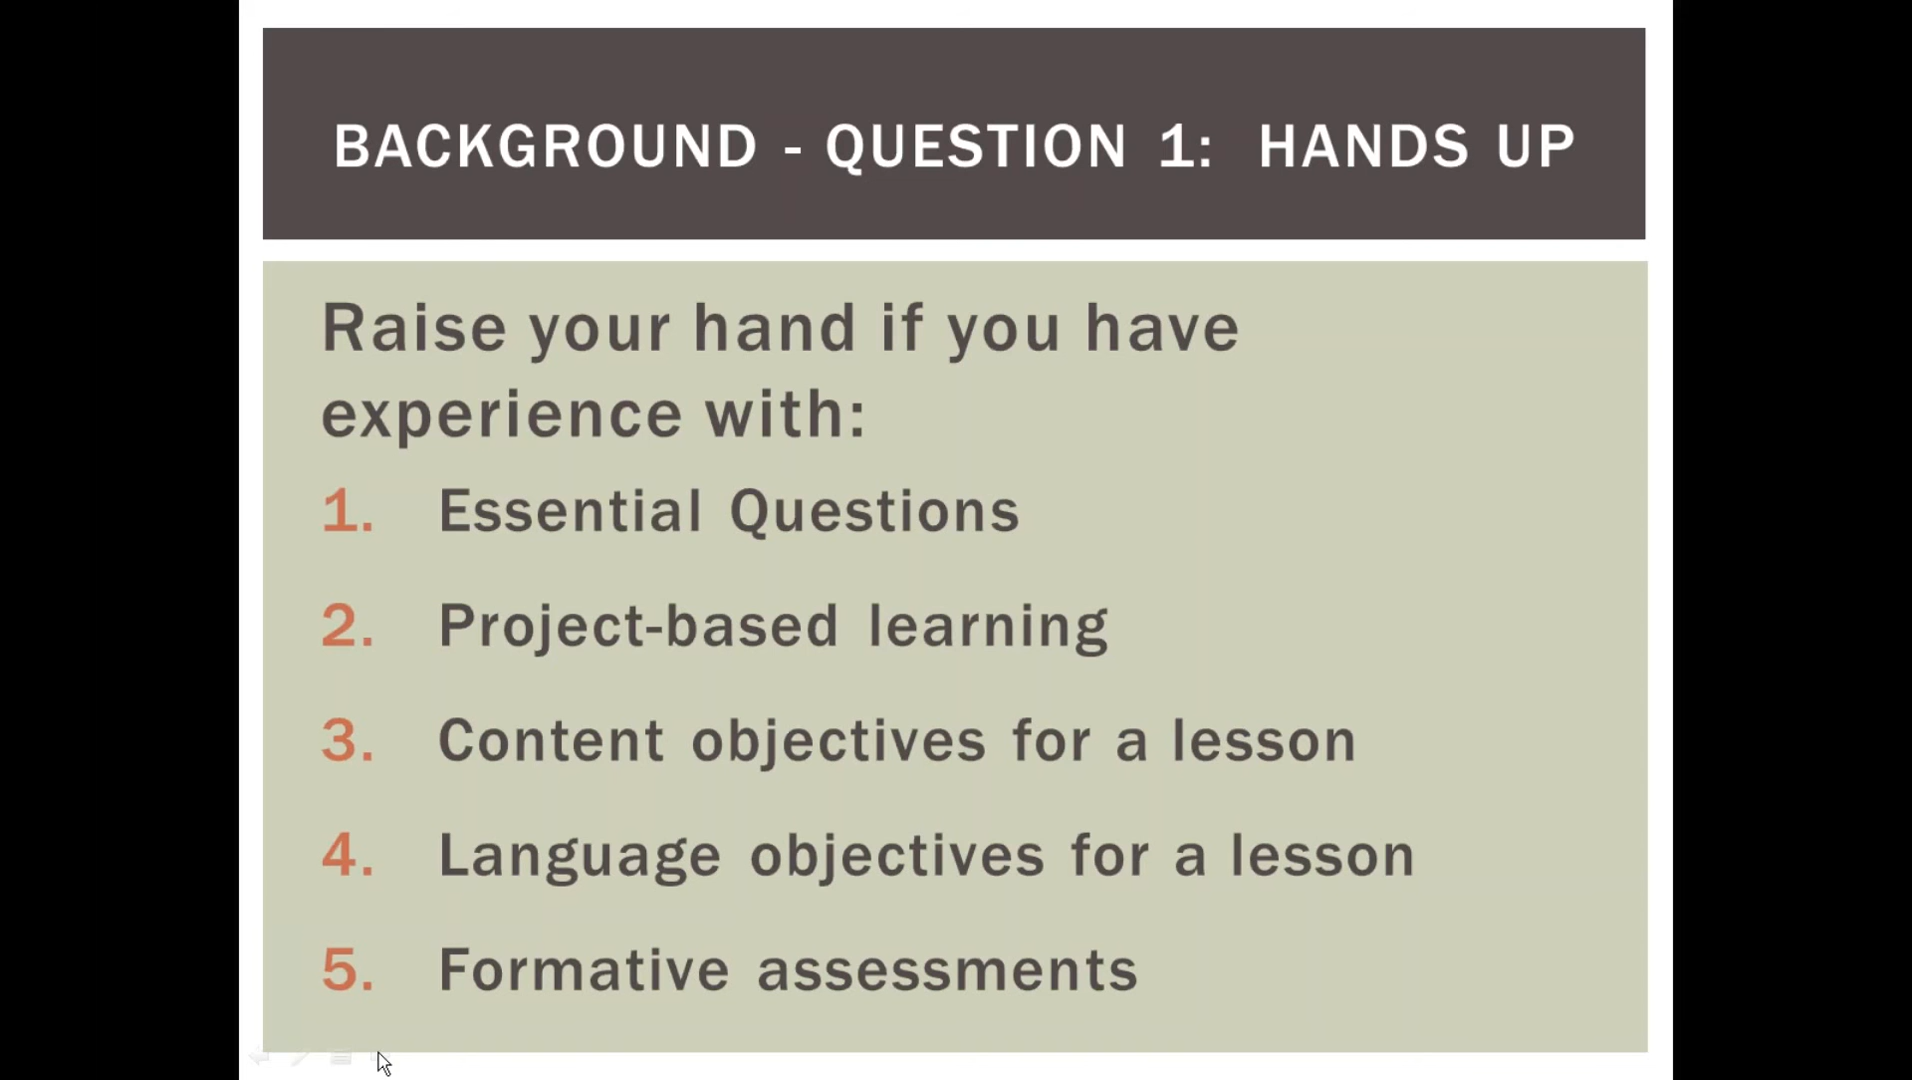 BACKGROUND - QUESTION 1: HANDS UP
Raise your hand if you have
experience with:
1. Essential Questions
2. Project-based learning
3. Content objectives for a lesson
4. Language objectives for a lesson
5. Formative assessments